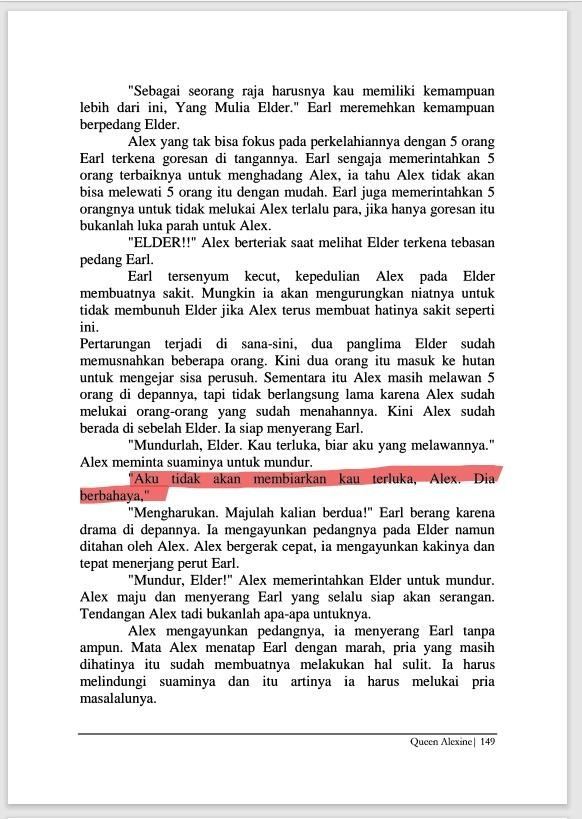 "Sebagai seorang raja harusnya kau memiliki kemampuan
lebih dari ini, Yang Mulia Elder." Earl meremehkan kemampuan
berpedang Elder.
Alex yang tak bisa fokus pada perkelahiannya dengan 5 orang
Earl terkena goresan di tangannya. Earl sengaja memerintahkan 5
orang terbaiknya untuk menghadang Alex, ia tahu Alex tidak akan
bisa melewati 5 orang itu dengan mudah. Earl juga memerintahkan 5
orangnya untuk tidak melukai Alex terlalu para, jika hanya goresan itu
bukanlah luka parah untuk Alex.
"ELDER!!" Alex berteriak saat melihat Elder terkena tebasan
pedang Earl.
Earl tersenyum kecut, kepedulian Alex pada Elder
membuatnya sakit. Mungkin ia akan mengurungkan niatnya untuk
tidak membunuh Elder jika Alex terus membuat hatinya sakit seperti
ini.
Pertarungan terjadi di sana-sini, dua panglima Elder sudah
memusnahkan beberapa orang. Kini dua orang itu masuk ke hutan
untuk mengejar sisa perusuh. Sementara itu Alex masih melawan 5
orang di depannya, tapi tidak berlangsung lama karena Alex sudah
melukai orang-orang yang sudah menahannya. Kini Alex sudah
berada di sebelah Elder. Ia siap menyerang Earl.
"Mundurlah, Elder. Kau terluka, biar aku yang melawannya."
Alex meminta suaminya untuk mundur.
"Aku tidak akan membiarkan kau terluka, Alex. Dia
berbahaya,"
"Mengharukan. Majulah kalian berdua!" Earl berang karena
drama di depannya. Ia mengayunkan pedangnya pada Elder namun
ditahan oleh Alex. Alex bergerak cepat, ia mengayunkan kakinya dan
tepat menerjang perut Earl.
"Mundur, Elder!" Alex memerintahkan Elder untuk mundur.
Alex maju dan menyerang Earl yang selalu siap akan serangan.
Tendangan Alex tadi bukanlah apa-apa untuknya.
Alex mengayunkan pedangnya, ia menyerang Earl tanpa
ampun. Mata Alex menatap Earl dengan marah, pria yang masih
dihatinya itu sudah membuatnya melakukan hal sulit. Ia harus
melindungi suaminya dan itu artinya ia harus melukai pria
masalalunya.
Queen Alexine| 149